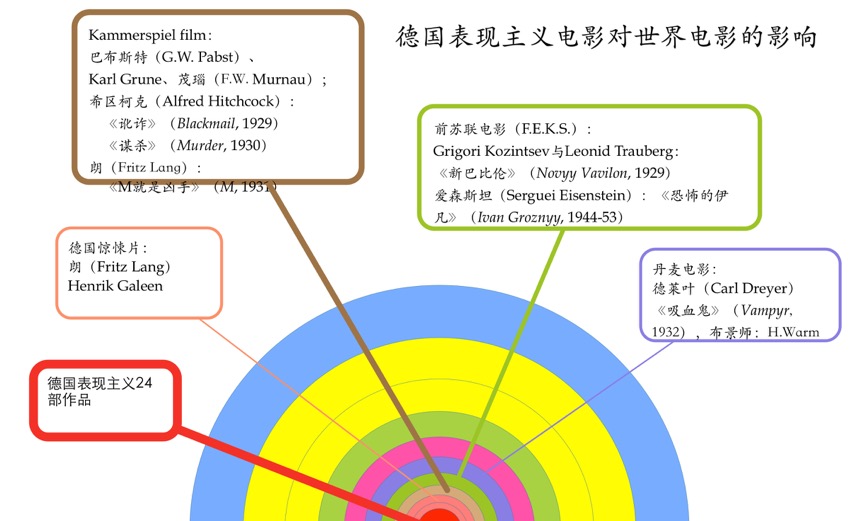 德国表现主义电影对世界电影的影响
Kammerspiel film:
巴布斯特(G.W. Pabst)、
Karl Grune、茂瑙(F.W. Murnau);
希区柯克(Alfred Hitchcock):
《讹诈》(Blackmail, 1929)
《谋杀》(Murder, 1930)
朗(Fritz Lang):
《M就是凶手》(M, 1931)
前苏联电影(F.E.K.S.):
Grigori Kozintsev与Leonid Trauberg:
《新巴比伦》(Novyy Vavilon, 1929)
爱森斯坦(Serguei Eisenstein):《恐怖的伊
凡》(Ivan Groznyy, 1944-53)
德国惊悚片:
朗(Fritz Lang)
Henrik Galeen
丹麦电影:
德莱叶(Carl Dreyer)
《吸血鬼》(Vampyr,
1932),布景师:H.Warm
德国表现主义24
部作品